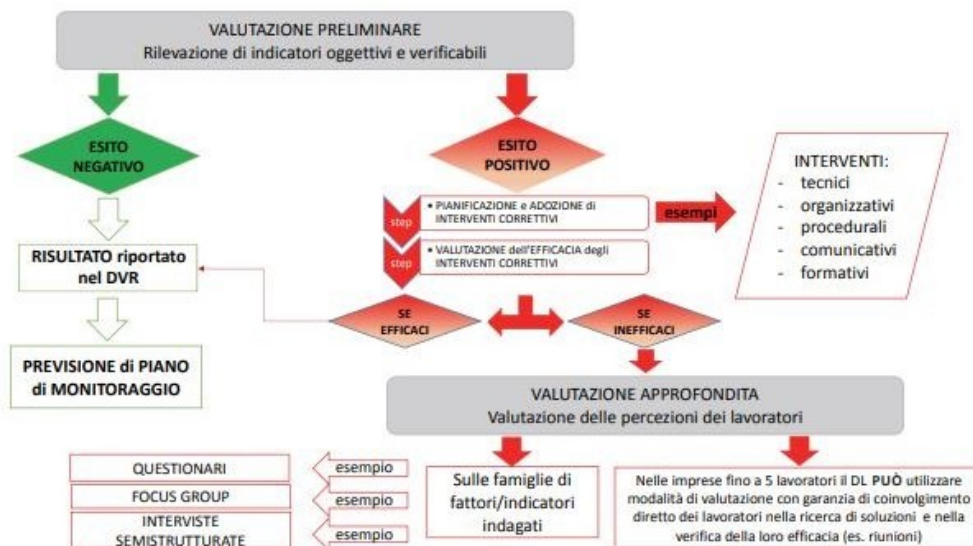 VALUTAZIONE PRELIMINARE
Rilevazione di indicatori oggettivi e verificabili
ESITO
NEGATIVO
ESITO
POSITIVO
INTERVENTI:
- tecnici
- organizzativi
- procedurali
- comunicativi
- formativi
step
• PIANIFICAZIONE e ADOZIONE di
INTERVENTI CORRETTIVI
esempi
step
• VALUTAZIONE dell'EFFICACIA degli
INTERVENTI CORRETTIVI
RISULTATO riportato
nel DVR
SE
EFFICACI
SE
INEFFICACI
PREVISIONE di PIANO
di MONITORAGGIO
VALUTAZIONE APPROFONDITA
Valutazione delle percezioni dei lavoratori
QUESTIONARI
esempio
FOCUS GROUP
esempio
INTERVISTE
SEMISTRUTTURATE
esempio
Sulle famiglie di
fattori/indicatori
indagati
Nelle imprese fino a 5 lavoratori il DL PUÒ utilizzare
modalità di valutazione con garanzia di coinvolgimento
diretto dei lavoratori nella ricerca di soluzioni e nella
verifica della loro efficacia (es. riunioni)